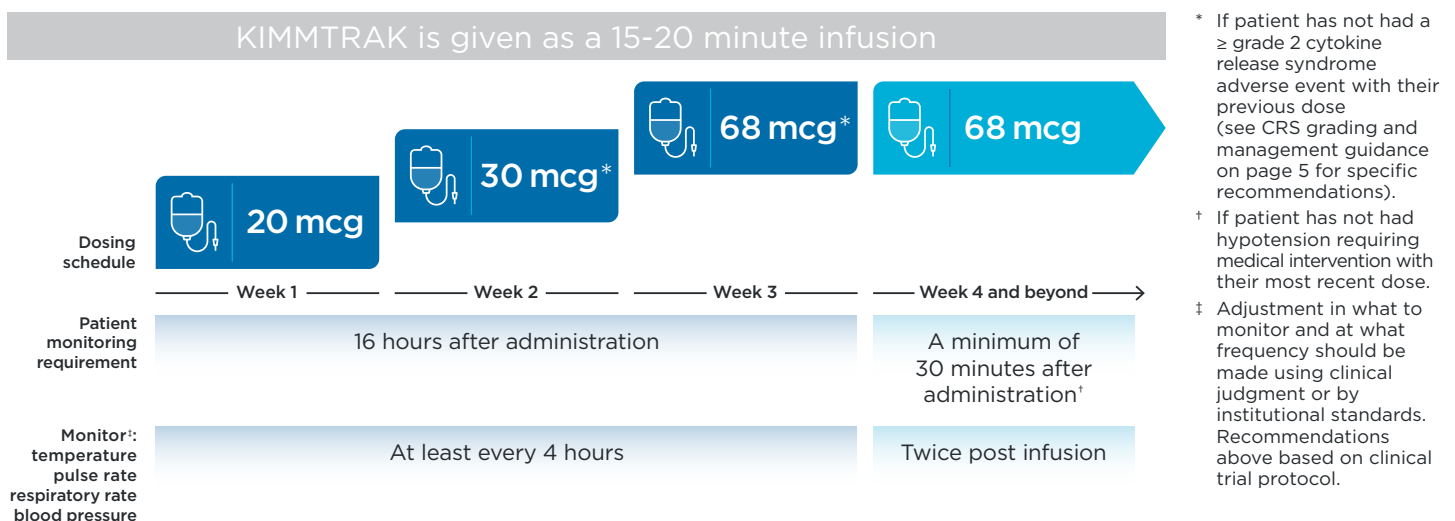 KIMMTRAK is given as a 15-20 minute infusion
Dosing
schedule
20 mcg
30 mcg*
68 mcg*
68 mcg
Week 1
Week 2
Week 3
Week 4 and beyond
Patient
monitoring
requirement
16 hours after administration
A minimum of
30 minutes after
administration†
Monitor‡:
temperature
pulse rate
respiratory rate
blood pressure
At least every 4 hours
Twice post infusion
* If patient has not had a
≥ grade 2 cytokine
release syndrome
adverse event with their
previous dose
(see CRS grading and
management guidance
on page 5 for specific
recommendations).
† If patient has not had
hypotension requiring
medical intervention with
their most recent dose.
‡ Adjustment in what to
monitor and at what
frequency should be
made using clinical
judgment or by
institutional standards.
Recommendations
above based on clinical
trial protocol.